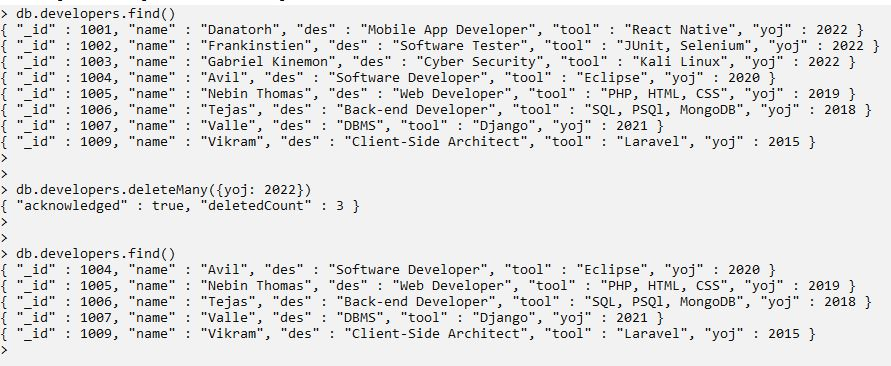 > db.developers.find()
{ "_id" : 1001, "name" : "Danatorh", "des" : "Mobile App Developer", "tool" : "React Native", "yoj" : 2022 }
{ "_id" : 1002, "name" : "Frankinstien", "des" : "Software Tester", "tool" : "JUnit, Selenium", "yoj" : 2022 }
{ "_id" : 1003, "name" : "Gabriel Kinemon", "des" : "Cyber Security", "tool" : "Kali Linux", "yoj" : 2022 }
{ "_id" : 1004, "name" : "Avil", "des" : "Software Developer", "tool" : "Eclipse", "yoj" : 2020 }
{ "_id" : 1005, "name" : "Nebin Thomas", "des" : "Web Developer", "tool" : "PHP, HTML, CSS", "yoj" : 2019 }
{ "_id" : 1006, "name" : "Tejas", "des" : "Back-end Developer", "tool" : "SQL, PSQl, MongoDB", "yoj" : 2018 }
{ "_id" : 1007, "name" : "Valle", "des" : "DBMS", "tool" : "Django", "yoj" : 2021 }
{ "_id" : 1009, "name" : "Vikram", "des" : "Client-Side Architect", "tool" : "Laravel", "yoj" : 2015 }
>
>
> db.developers.deleteMany({yoj: 2022})
{ "acknowledged" : true, "deletedCount" : 3 }
>
>
> db.developers.find()
{ "_id" : 1004, "name" : "Avil", "des" : "Software Developer", "tool" : "Eclipse", "yoj" : 2020 }
{ "_id" : 1005, "name" : "Nebin Thomas", "des" : "Web Developer", "tool" : "PHP, HTML, CSS", "yoj" : 2019 }
{ "_id" : 1006, "name" : "Tejas", "des" : "Back-end Developer", "tool" : "SQL, PSQl, MongoDB", "yoj" : 2018 }
{ "_id" : 1007, "name" : "Valle", "des" : "DBMS", "tool" : "Django", "yoj" : 2021 }
{ "_id" : 1009, "name" : "Vikram", "des" : "Client-Side Architect", "tool" : "Laravel", "yoj" : 2015 }
>